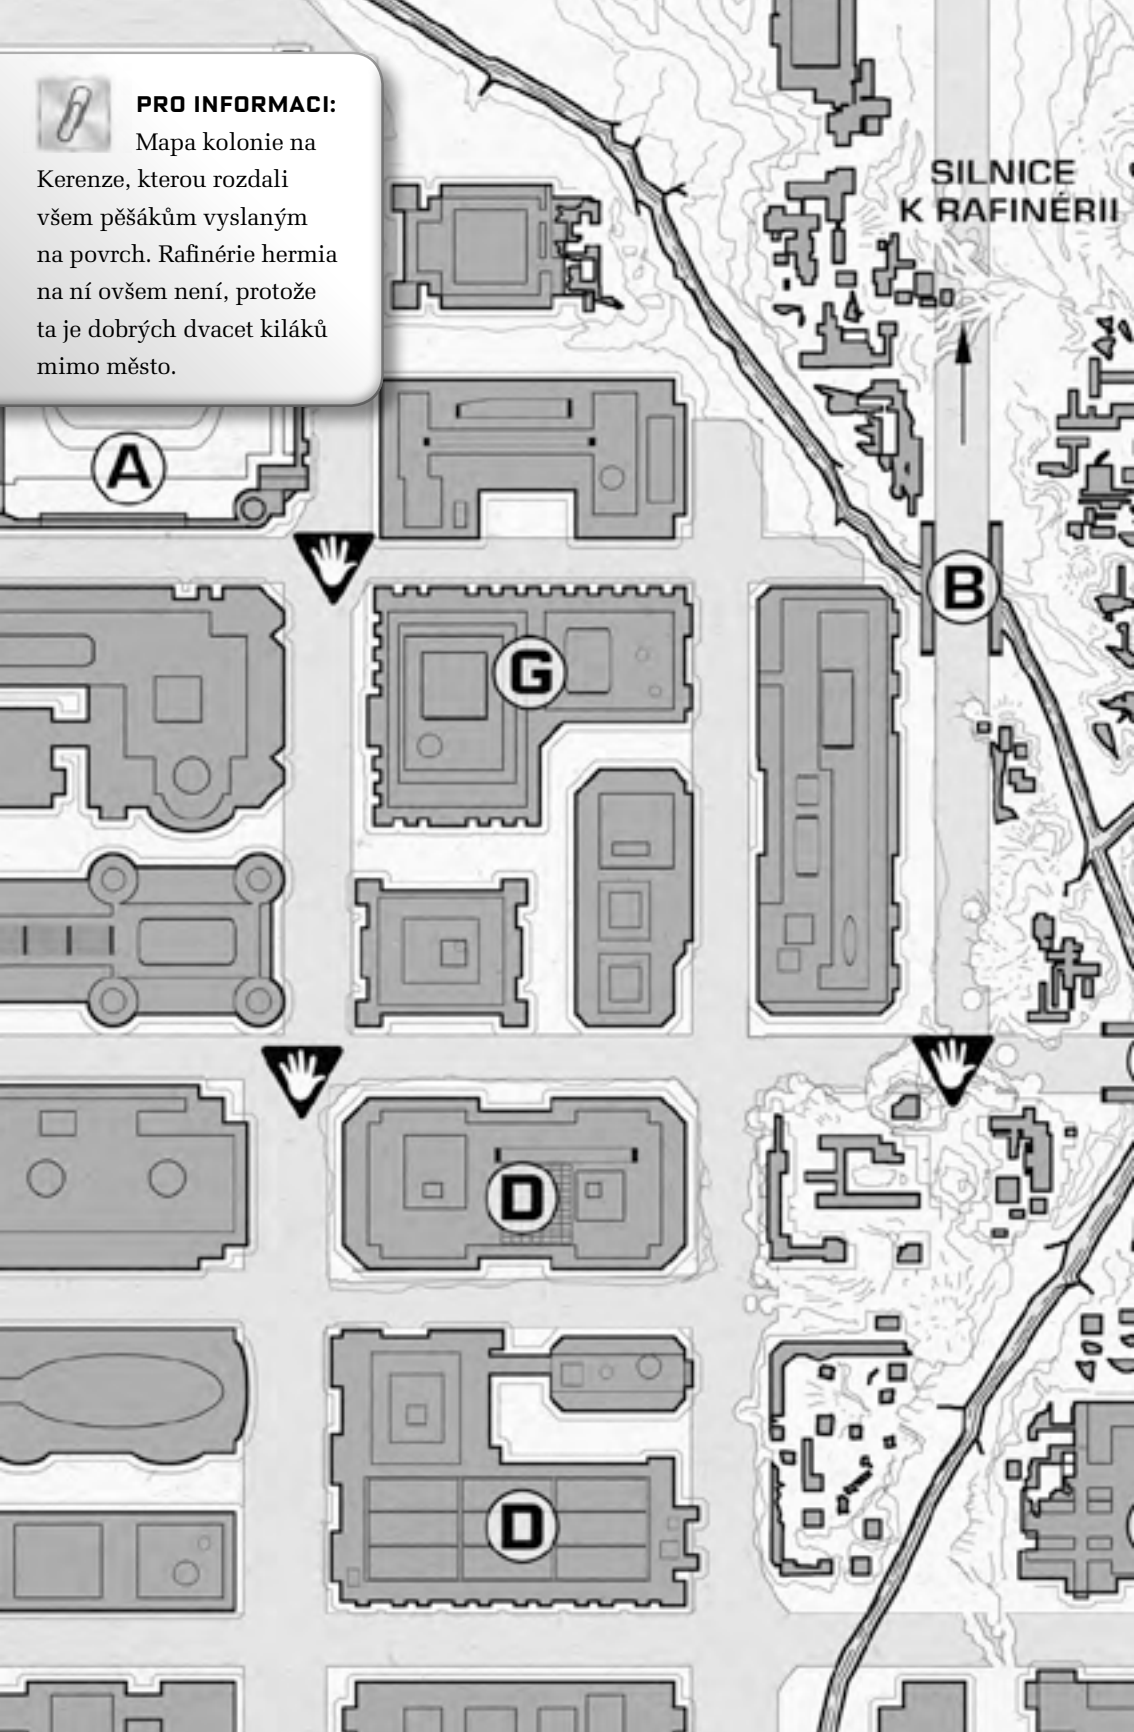 PRO INFORMACI:
Mapa kolonie na
Kerenze, kterou rozdali
všem pěšákům vyslaným
na povrch. Rafinérie hermia
na ní ovšem není, protože
ta je dobrých dvacet kiláků
mimo město.
SILNICE
K RAFINÉRII
A
B
G
D
D